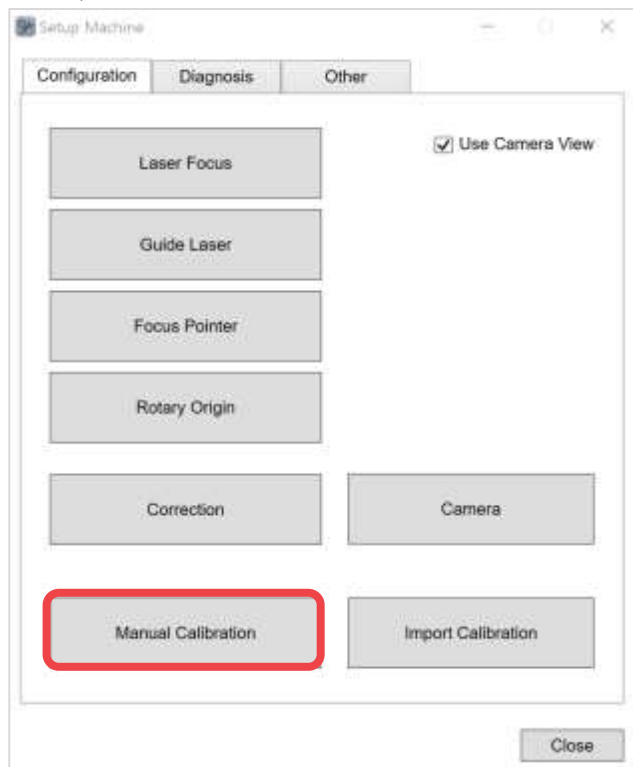 Setup Machine
Configuration Diagnosis Other
Laser Focus
Use Camera View
Guide Laser
Focus Pointer
Rotary Origin
Correction
Camera
Manual Calibration
Import Calibration
Close